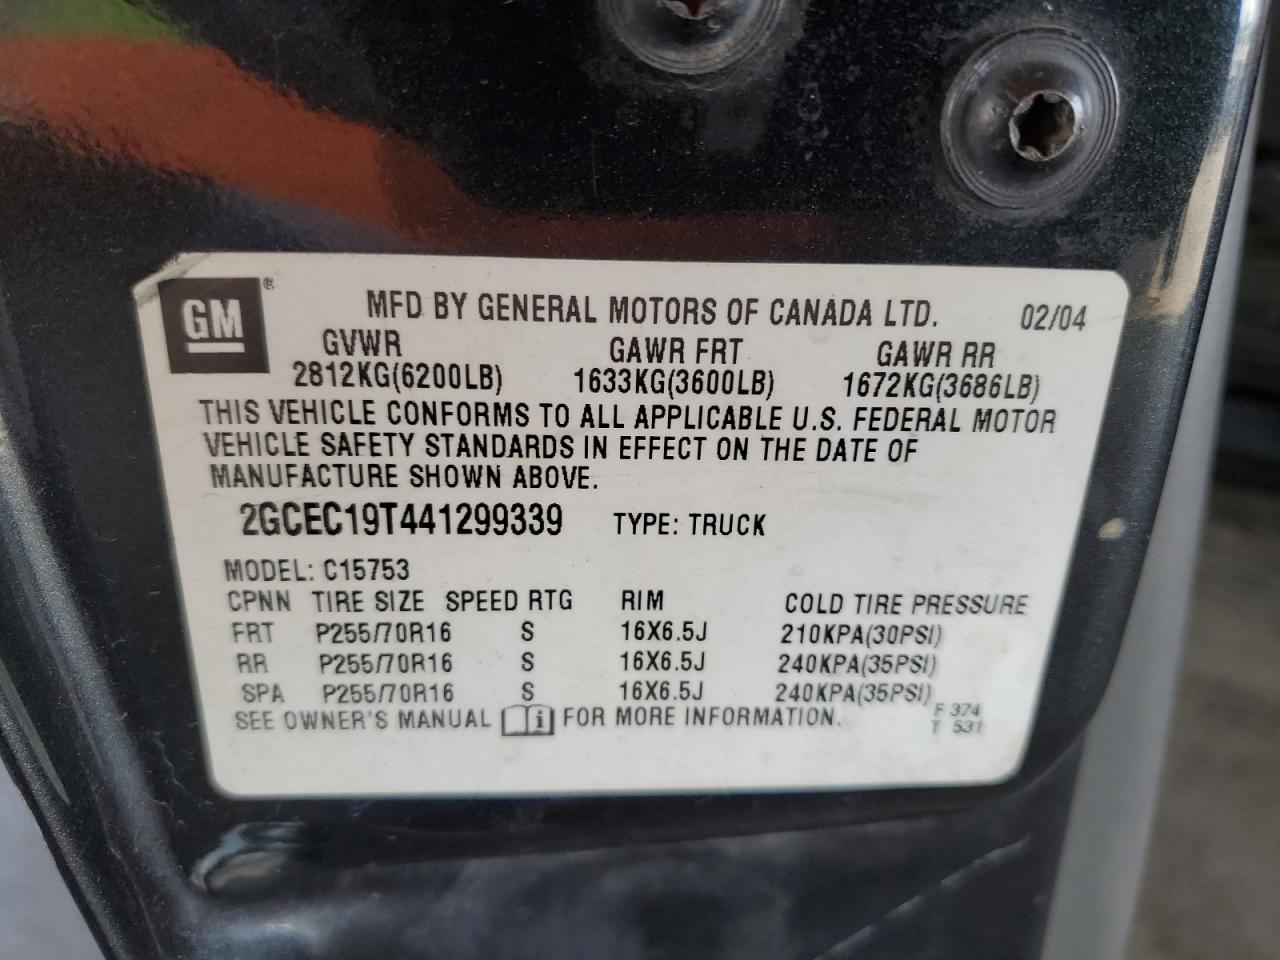 GM®
MFD BY GENERAL MOTORS OF CANADA LTD. 02/04
GVWR GAWR FRT GAWR RR
2812KG(6200LB) 1633KG(3600LB) 1672KG(3686LB)
THIS VEHICLE CONFORMS TO ALL APPLICABLE U.S. FEDERAL MOTOR
VEHICLE SAFETY STANDARDS IN EFFECT ON THE DATE OF
MANUFACTURE SHOWN ABOVE.
2GCEC19T441299339 TYPE: TRUCK
MODEL: C15753
CPNN TIRE SIZE SPEED RTG RIM COLD TIRE PRESSURE
FRT P255/70R16 S 16X6.5J 210KPA(30PSI)
RR P255/70R16 S 16X6.5J 240KPA(35PSI)
SPA P255/70R16 S 16X6.5J 240KPA(35PSI)
SEE OWNER'S MANUAL i FOR MORE INFORMATION.
F 374
T 531